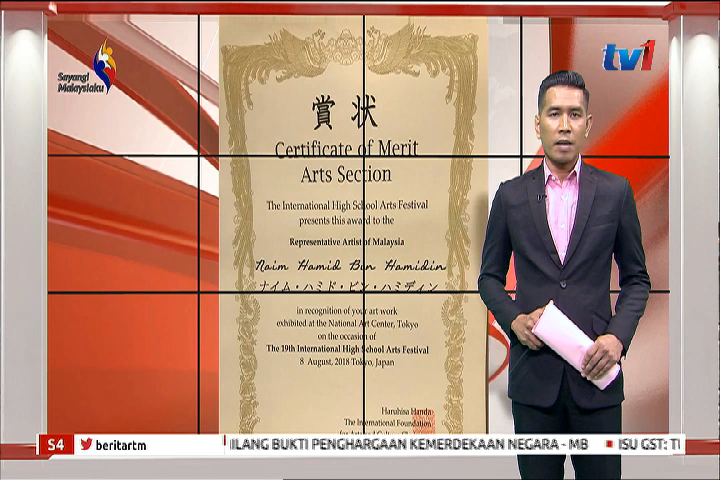 Sayangi
Malaysiaku
tv1
賞状
Certificate of Merit
Arts Section
The International High School Arts Festival
presents this award to the
Representative Artist of Malaysia
Naim Hamid Bin Hamidin
ナイム・ハミド・ビン・ハミディン
in recognition of your art work
exhibited at the National Art Center, Tokyo
on the occasion of
The 19th International High School Arts Festival
8 August, 2018 Tokyo, Japan
Haruhisa Handa
The International Foundation
for Arts and Culture
S4 beritartm ILANG BUKTI PENGHARGAAN KEMERDEKAAN NEGARA - MB ISU GST: